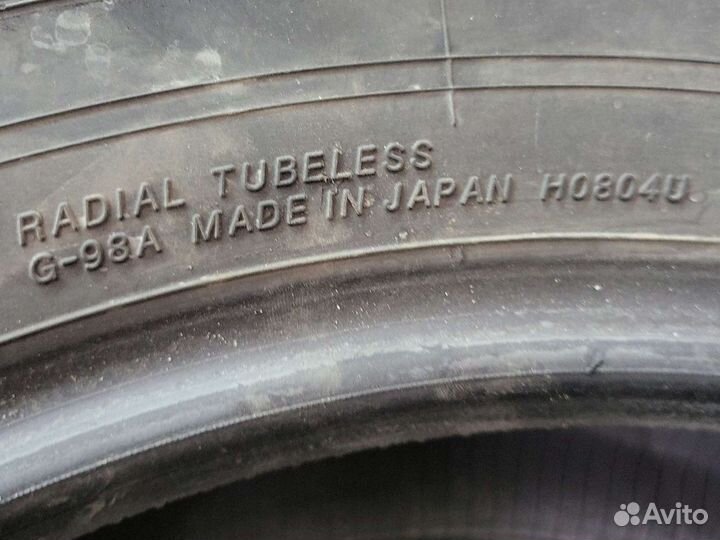 RADIAL TUBELESS
G-98A MADE IN JAPAN H0804U
Avito